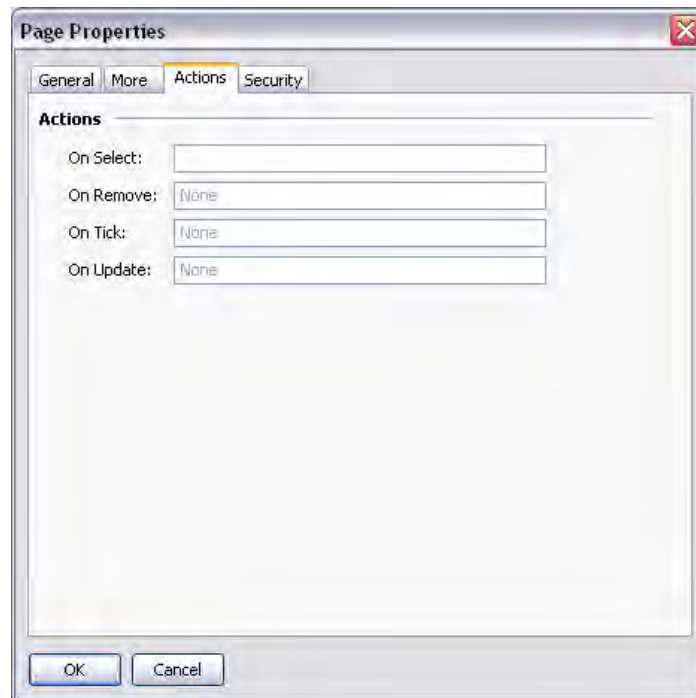 Page Properties
General More Actions Security
Actions
On Select:
On Remove: None
On Tick: None
On Update: None
OK Cancel